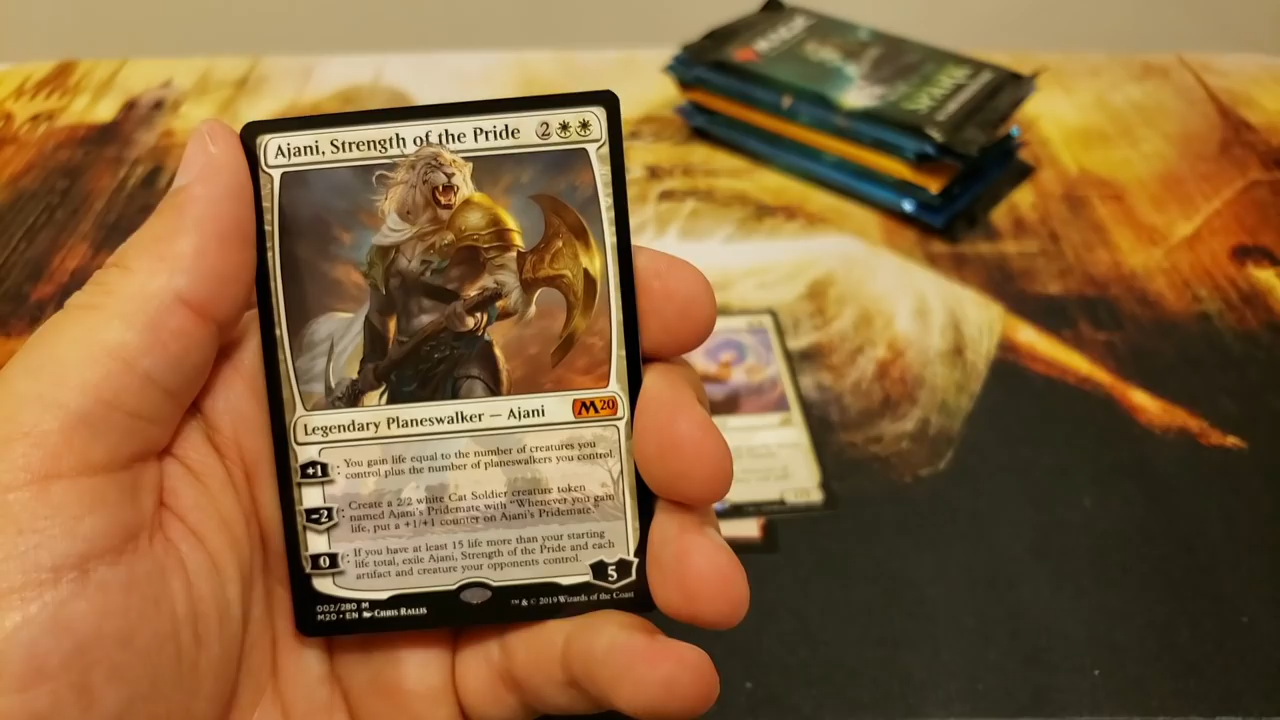 MAGIC
Ajani, Strength of the Pride 2
Legendary Planeswalker — Ajani M20
+1 : You gain life equal to the number of creatures you
control plus the number of planeswalkers you control.
−2 : Create a 2/2 white Cat Soldier creature token
named Ajani's Pridemate with "Whenever you gain
life, put a +1/+1 counter on Ajani's Pridemate."
0 : If you have at least 15 life more than your starting
life total, exile Ajani, Strength of the Pride and each
artifact and creature your opponents control.
5
002/280 M
M20 • EN CHRIS RALLIS
™ & © 2019 Wizards of the Coast